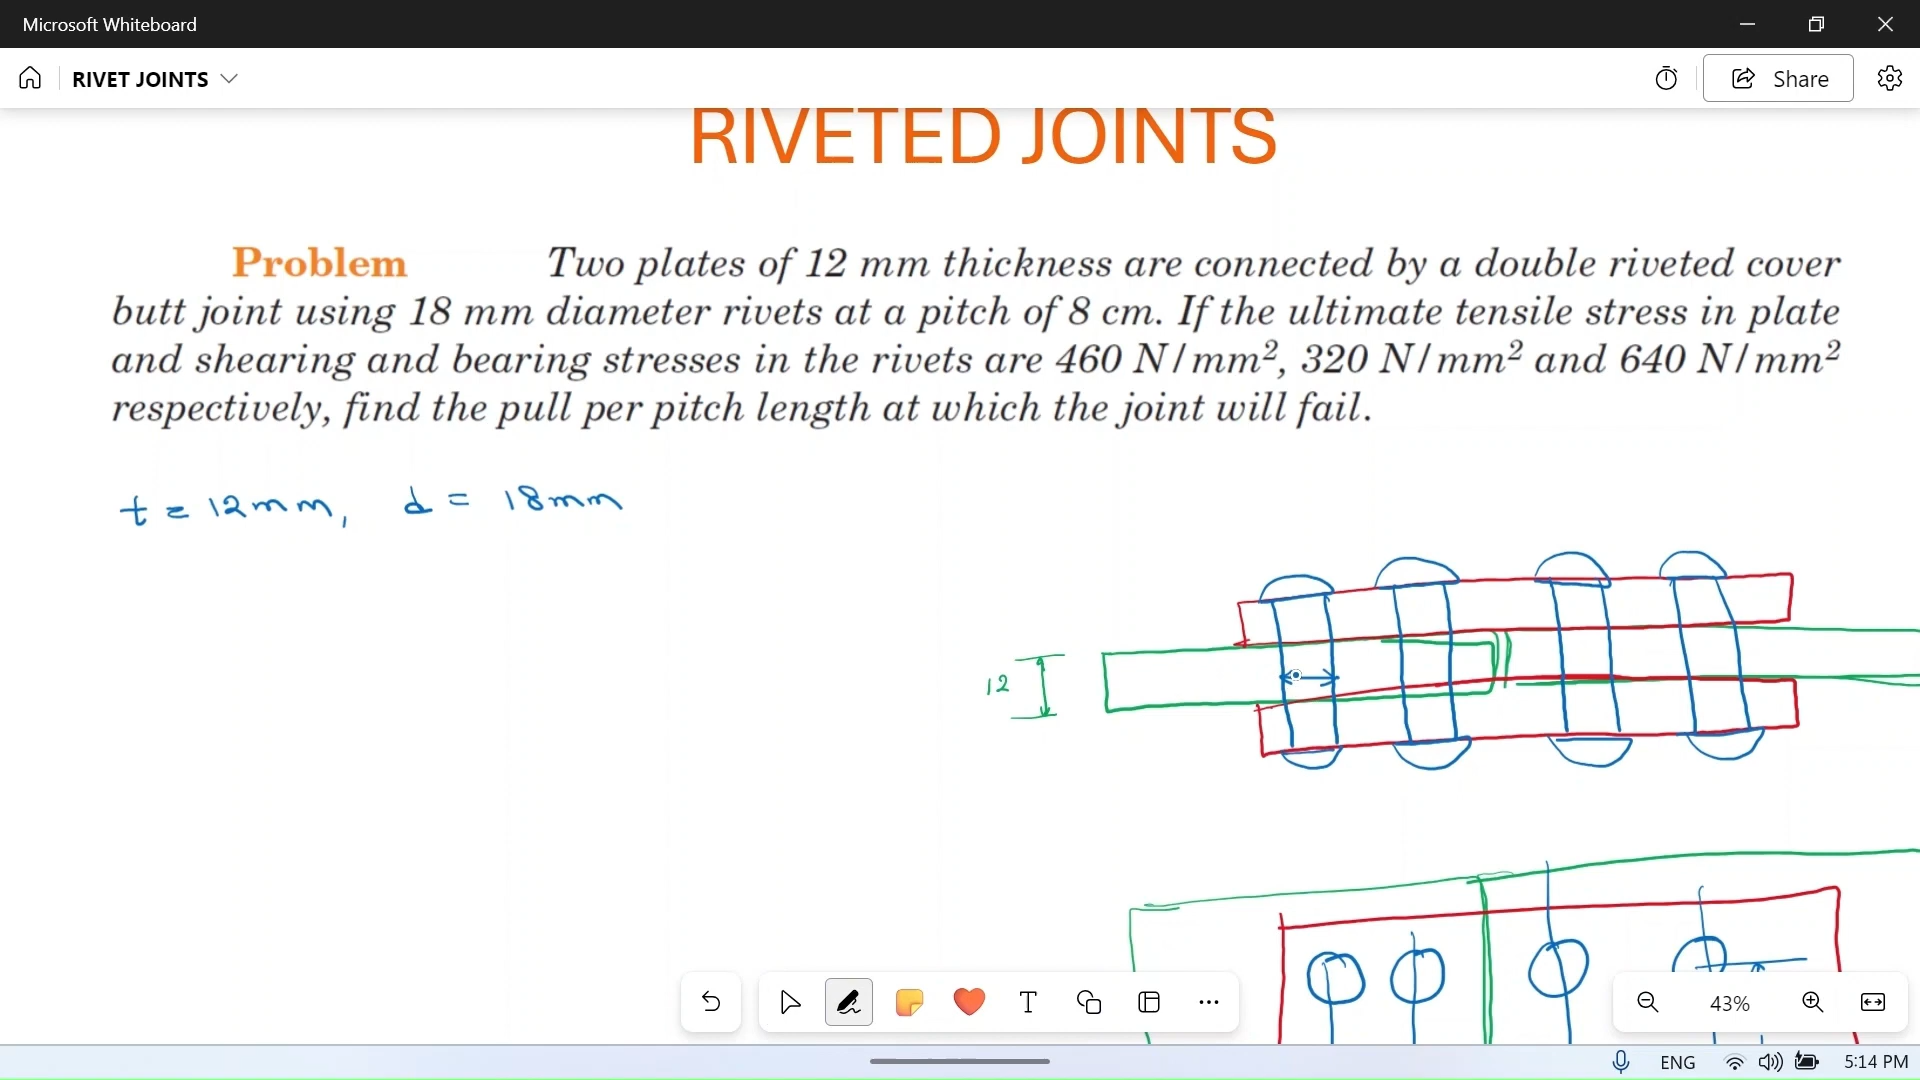 Microsoft Whiteboard
RIVET JOINTS
Share
RIVETED JOINTS
Problem Two plates of 12 mm thickness are connected by a double riveted cover
butt joint using 18 mm diameter rivets at a pitch of 8 cm. If the ultimate tensile stress in plate
and shearing and bearing stresses in the rivets are 460 N/mm², 320 N/mm² and 640 N/mm²
respectively, find the pull per pitch length at which the joint will fail.
t = 12mm, d = 18mm
12
T
43%
ENG
5:14 PM